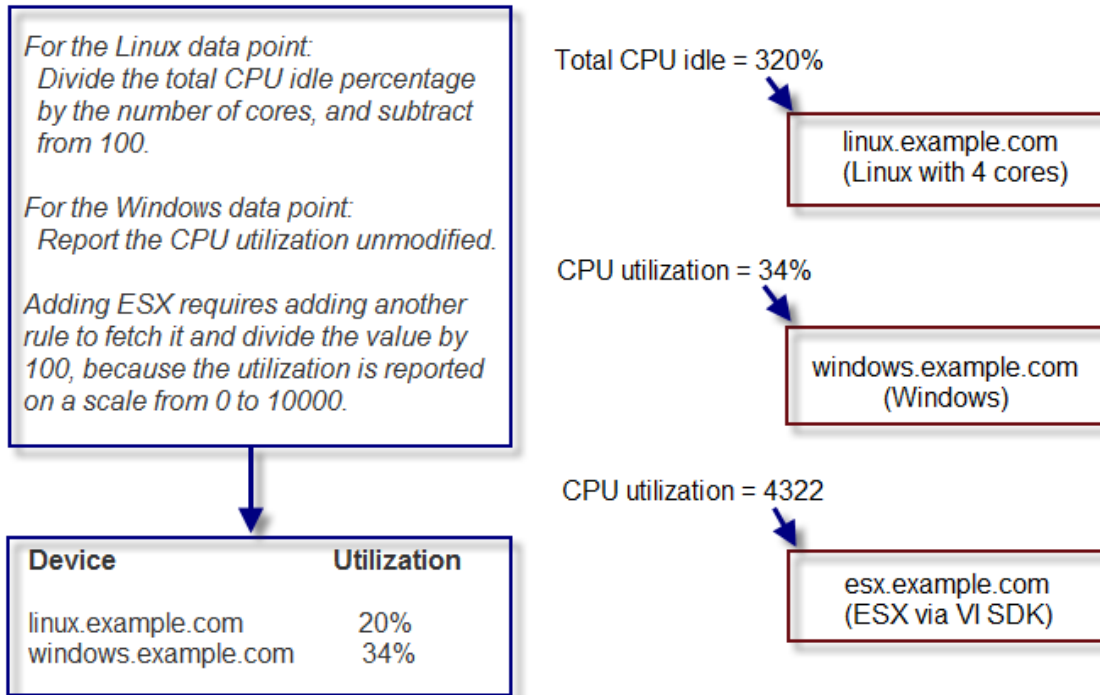 For the Linux data point:
Divide the total CPU idle percentage
by the number of cores, and subtract
from 100.
For the Windows data point:
Report the CPU utilization unmodified.
Adding ESX requires adding another
rule to fetch it and divide the value by
100, because the utilization is reported
on a scale from 0 to 10000.
Device Utilization
linux.example.com 20%
windows.example.com 34%
Total CPU idle = 320%
linux.example.com
(Linux with 4 cores)
CPU utilization = 34%
windows.example.com
(Windows)
CPU utilization = 4322
esx.example.com
(ESX via VI SDK)